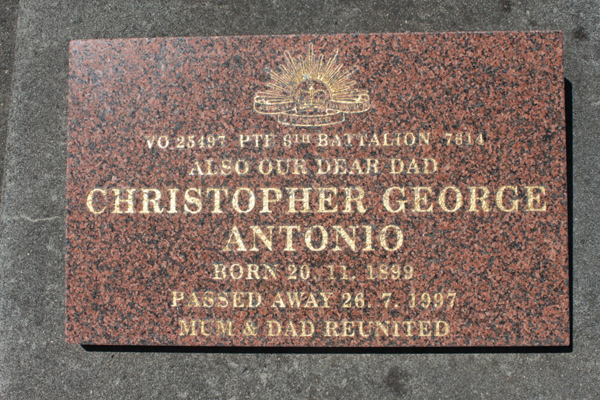 VO.25497 PTE 6TH BATTALION 7614
ALSO OUR DEAR DAD
CHRISTOPHER GEORGE
ANTONIO
BORN 20. 11. 1899
PASSED AWAY 26. 7. 1997
MUM & DAD REUNITED